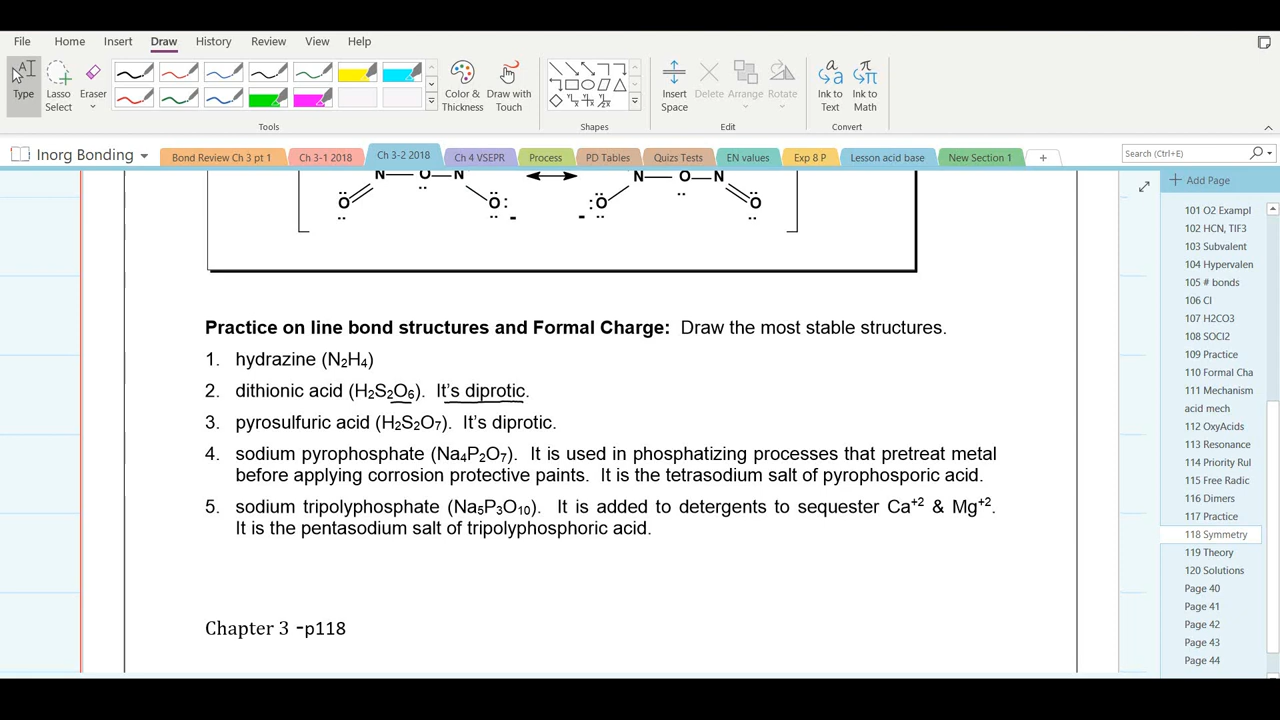 File Home Insert Draw History Review View Help
Type Lasso Select Eraser Color & Thickness Draw with Touch Insert Space Delete Arrange Rotate Ink to Text Ink to Math
Tools Shapes Edit Convert
Inorg Bonding Bond Review Ch 3 pt 1 Ch 3-1 2018 Ch 3-2 2018 Ch 4 VSEPR Process PD Tables Quizs Tests EN values Exp 8 P Lesson acid base New Section 1 + Search (Ctrl+E)
N — O — N N — O — N
O O: - - :O O
Practice on line bond structures and Formal Charge: Draw the most stable structures.
1. hydrazine (N₂H₄)
2. dithionic acid (H₂S₂O₆). It's diprotic.
3. pyrosulfuric acid (H₂S₂O₇). It's diprotic.
4. sodium pyrophosphate (Na₄P₂O₇). It is used in phosphatizing processes that pretreat metal
before applying corrosion protective paints. It is the tetrasodium salt of pyrophosporic acid.
5. sodium tripolyphosphate (Na₅P₃O₁₀). It is added to detergents to sequester Ca⁺² & Mg⁺².
It is the pentasodium salt of tripolyphosphoric acid.
Chapter 3 -p118
+ Add Page
101 O2 Exampl
102 HCN, TIF3
103 Subvalent
104 Hypervalen
105 # bonds
106 CI
107 H2CO3
108 SOCI2
109 Practice
110 Formal Cha
111 Mechanism
acid mech
112 OxyAcids
113 Resonance
114 Priority Rul
115 Free Radic
116 Dimers
117 Practice
118 Symmetry
119 Theory
120 Solutions
Page 40
Page 41
Page 42
Page 43
Page 44